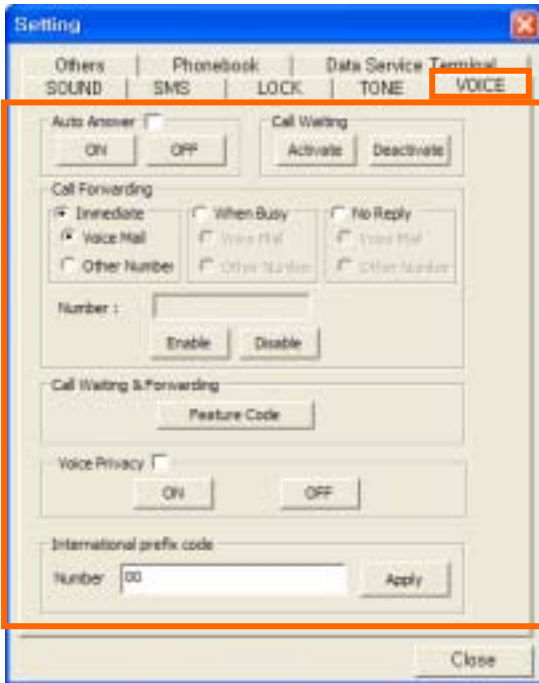 Setting
Others Phonebook Data Service Terminal
SOUND SMS LOCK TONE VOICE
Auto Answer Call Waiting
ON OFF Activate Deactivate
Call Forwarding
Immediate When Busy No Reply
Voice Mail Voice Mail Voice Mail
Other Number Other Number Other Number
Number :
Enable Disable
Call Waiting & Forwarding
Feature Code
Voice Privacy
ON OFF
International prefix code
Number 00 Apply
Close